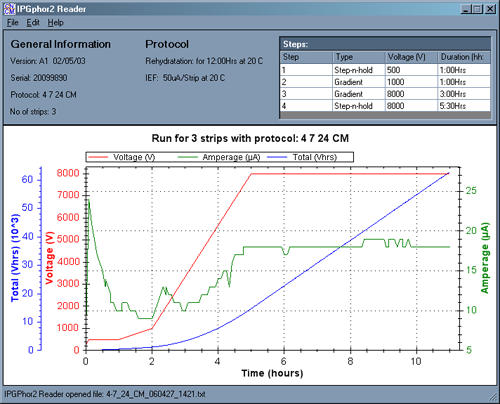 IPGphor2 Reader
File Edit Help
General Information
Version: A1 02/05/03
Serial: 20099890
Protocol: 4 7 24 CM
No of strips: 3
Protocol
Rehydratation: for 12:00Hrs at 20 C
IEF: 50uA/Strip at 20 C
Steps:
Step Type Voltage (V) Duration (hh:
1 Step-n-hold 500 1:00Hrs
2 Gradient 1000 1:00Hrs
3 Gradient 8000 3:00Hrs
4 Step-n-hold 8000 5:30Hrs
Run for 3 strips with protocol: 4 7 24 CM
Voltage (V) Amperage (µA) Total (Vhrs)
Total (Vhrs) (10^3)
60
50
40
30
20
10
0
Voltage (V)
8000
7000
6000
5000
4000
3000
2000
1000
0
25
20
15
10
5
Amperage (µA)
0 2 4 6 8 10
Time (hours)
IPGPhor2 Reader opened file: 4-7_24_CM_060427_1421.txt